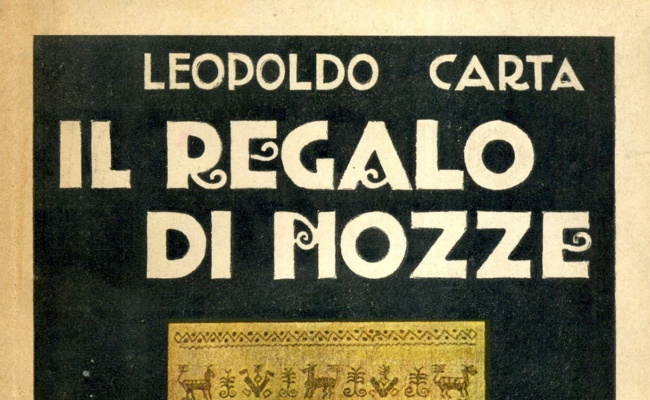 LEOPOLDO CARTA
IL REGALO
DI NOZZE